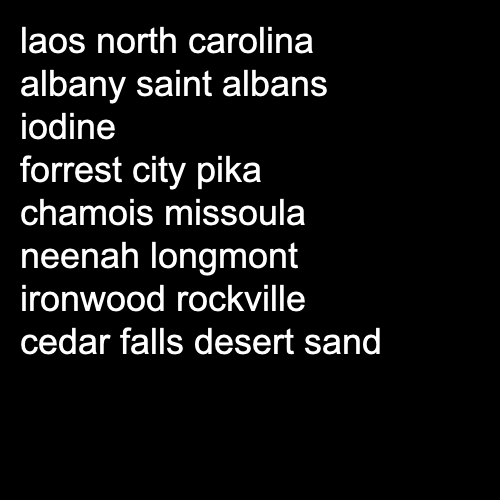 laos north carolina
albany saint albans
iodine
forrest city pika
chamois missoula
neenah longmont
ironwood rockville
cedar falls desert sand